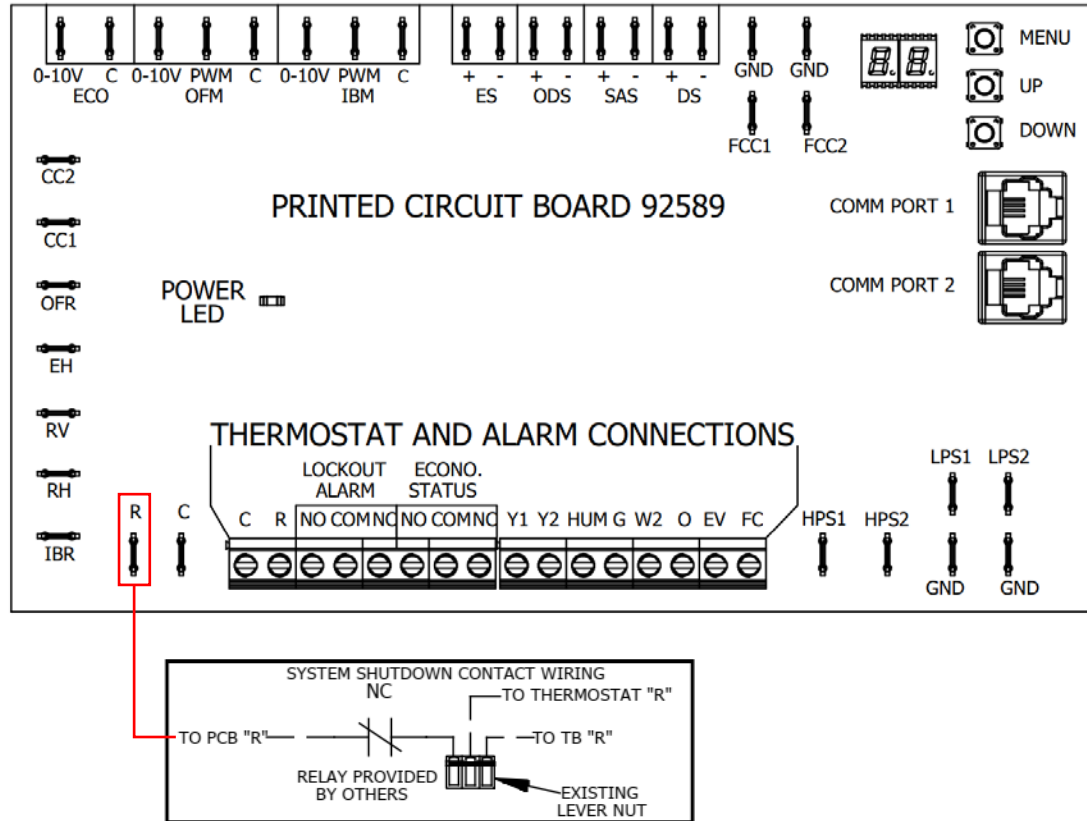 0-10V C 0-10V PWM C 0-10V PWM C + - + - + - + -
ECO OFM IBM ES ODS SAS DS
GND GND
FCC1 FCC2
8. 8.
MENU
UP
DOWN
CC2
CC1
OFR
EH
RV
RH
IBR
PRINTED CIRCUIT BOARD 92589
COMM PORT 1
COMM PORT 2
POWER
LED
THERMOSTAT AND ALARM CONNECTIONS
LOCKOUT
ALARM
ECONO.
STATUS
R C
C R NO COM NC NO COM NC Y1 Y2 HUM G W2 O EV FC
HPS1 HPS2
LPS1 LPS2
GND GND
SYSTEM SHUTDOWN CONTACT WIRING
NC
TO THERMOSTAT "R"
TO PCB "R"
TO TB "R"
RELAY PROVIDED
BY OTHERS
EXISTING
LEVER NUT